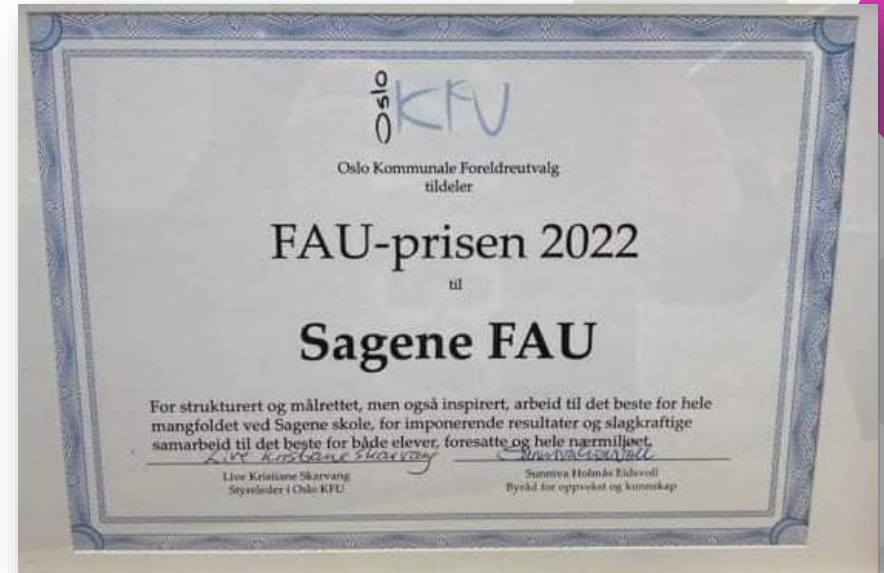 Oslo KFU
Oslo Kommunale Foreldreutvalg
tildeler
FAU-prisen 2022
til
Sagene FAU
For strukturert og målrettet, men også inspirert, arbeid til det beste for hele
mangfoldet ved Sagene skole, for imponerende resultater og slagkraftige
samarbeid til det beste for både elever, foresatte og hele nærmiljøet.
Live Kristiane Skarvang
Live Kristiane Skarvang
Styreleder i Oslo KFU
Sunniva Holmås Eidsvoll
Byråd for oppvekst og kunnskap